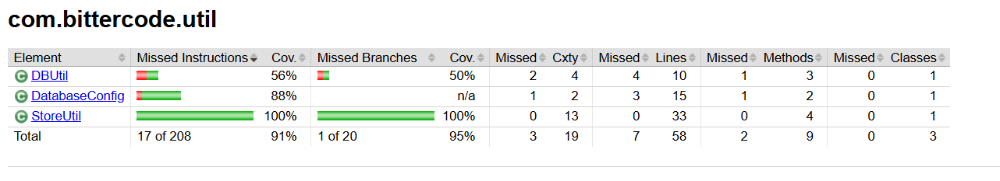 com.bittercode.util
Element Missed Instructions Cov. Missed Branches Cov. Missed Cxty Missed Lines Missed Methods Missed Classes
C DBUtil 56% 50% 2 4 4 10 1 3 0 1
C DatabaseConfig 88% n/a 1 2 3 15 1 2 0 1
C StoreUtil 100% 100% 0 13 0 33 0 4 0 1
Total 17 of 208 91% 1 of 20 95% 3 19 7 58 2 9 0 3